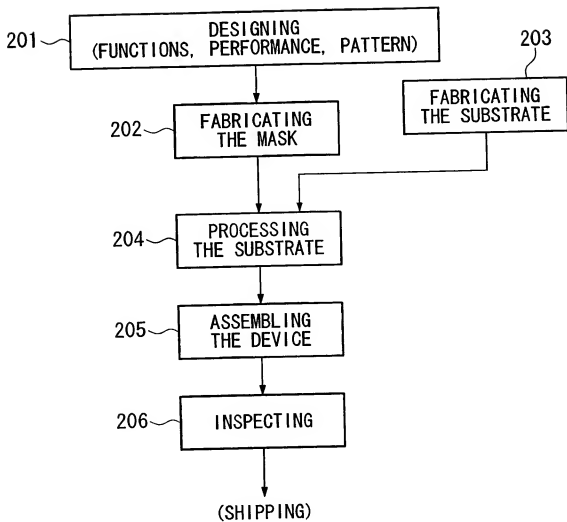 201
DESIGNING
(FUNCTIONS, PERFORMANCE, PATTERN)
203
202
FABRICATING
THE MASK
FABRICATING
THE SUBSTRATE
204
PROCESSING
THE SUBSTRATE
205
ASSEMBLING
THE DEVICE
206
INSPECTING
(SHIPPING)